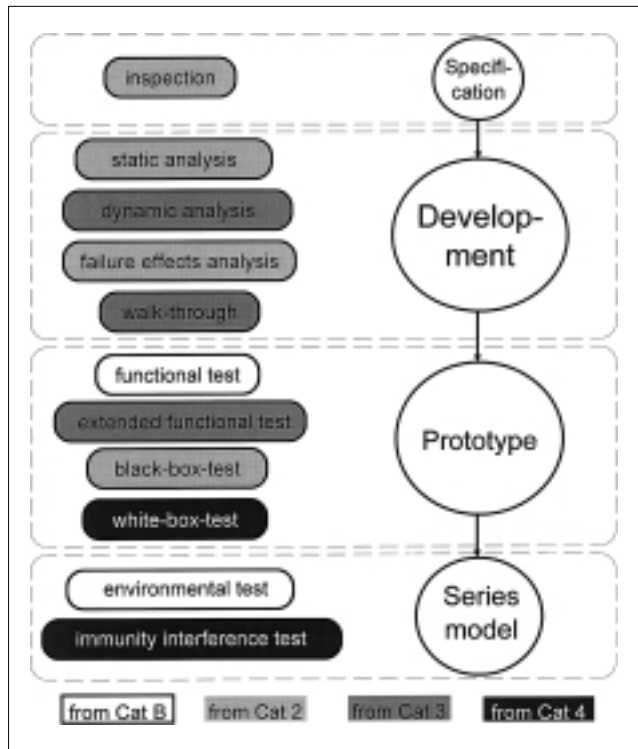 inspection
Specifi-
cation
static analysis
dynamic analysis
failure effects analysis
walk-through
Develop-
ment
functional test
extended functional test
black-box-test
white-box-test
Prototype
environmental test
immunity interference test
Series
model
from Cat B
from Cat 2
from Cat 3
from Cat 4